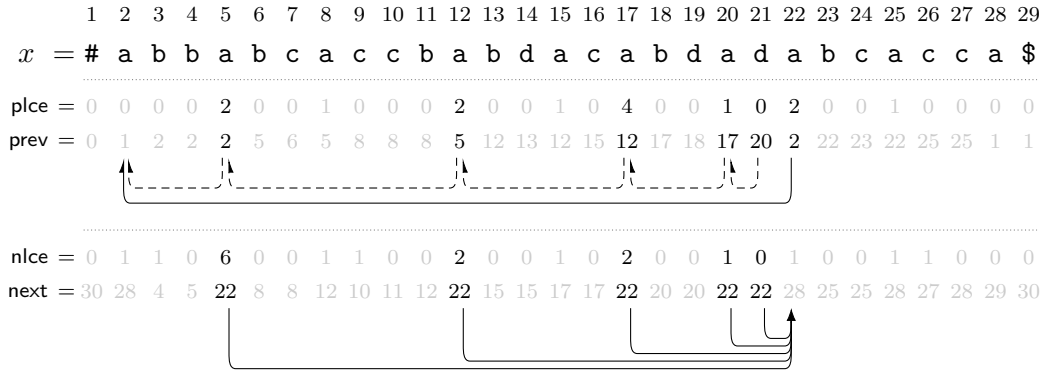 1 2 3 4 5 6 7 8 9 10 11 12 13 14 15 16 17 18 19 20 21 22 23 24 25 26 27 28 29
x = # a b b a b c a c c b a b d a c a b d a d a b c a c c a $
plce = 0 0 0 0 2 0 0 1 0 0 0 2 0 0 1 0 4 0 0 1 0 2 0 0 1 0 0 0 0
prev = 0 1 2 2 2 5 6 5 8 8 8 5 12 13 12 15 12 17 18 17 20 2 22 23 22 25 25 1 1
nlce = 0 1 1 0 6 0 0 1 1 0 0 2 0 0 1 0 2 0 0 1 0 1 0 0 1 1 0 0 0
next = 30 28 4 5 22 8 8 12 10 11 12 22 15 15 17 17 22 20 20 22 22 28 25 25 28 27 28 29 30